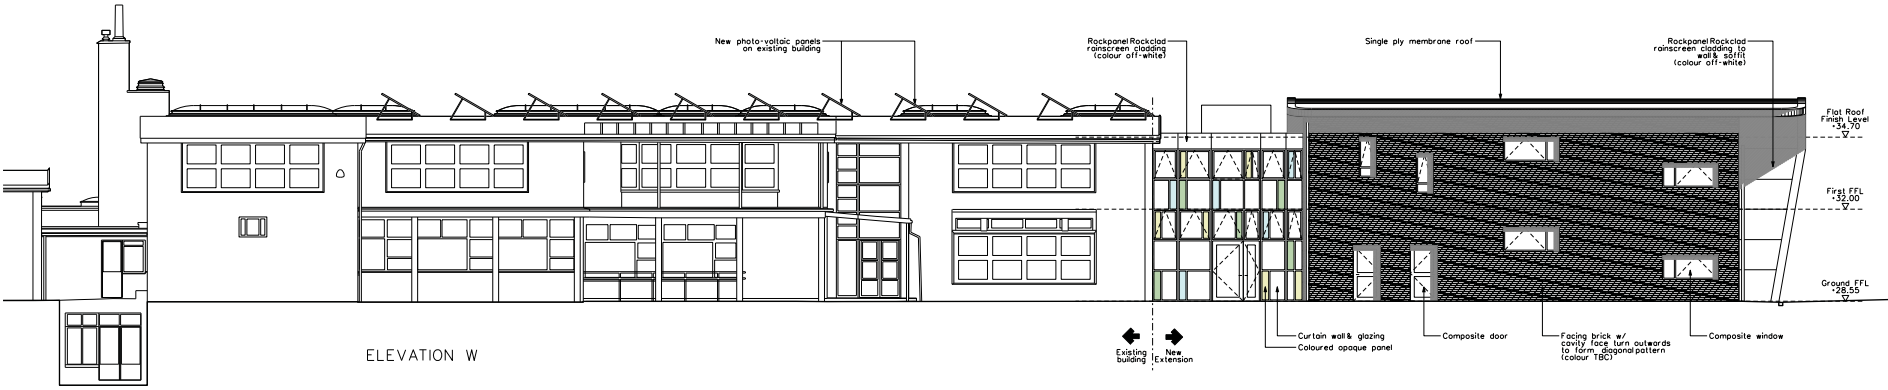 New photo-voltaic panels
on existing building
Rockpanel Rockclad
rainscreen cladding
(colour off-white)
Single ply membrane roof
Rockpanel Rockclad
rainscreen cladding to
wall & soffit
(colour off-white)
Flat Roof
Finish Level
+34.70
First FFL
+32.00
Ground FFL
+28.55
ELEVATION W
Existing
building
New
Extension
Curtain wall & glazing
Coloured opaque panel
Composite door
Facing brick w/
cavity face turn outwards
to form diagonal pattern
(colour TBC)
Composite window